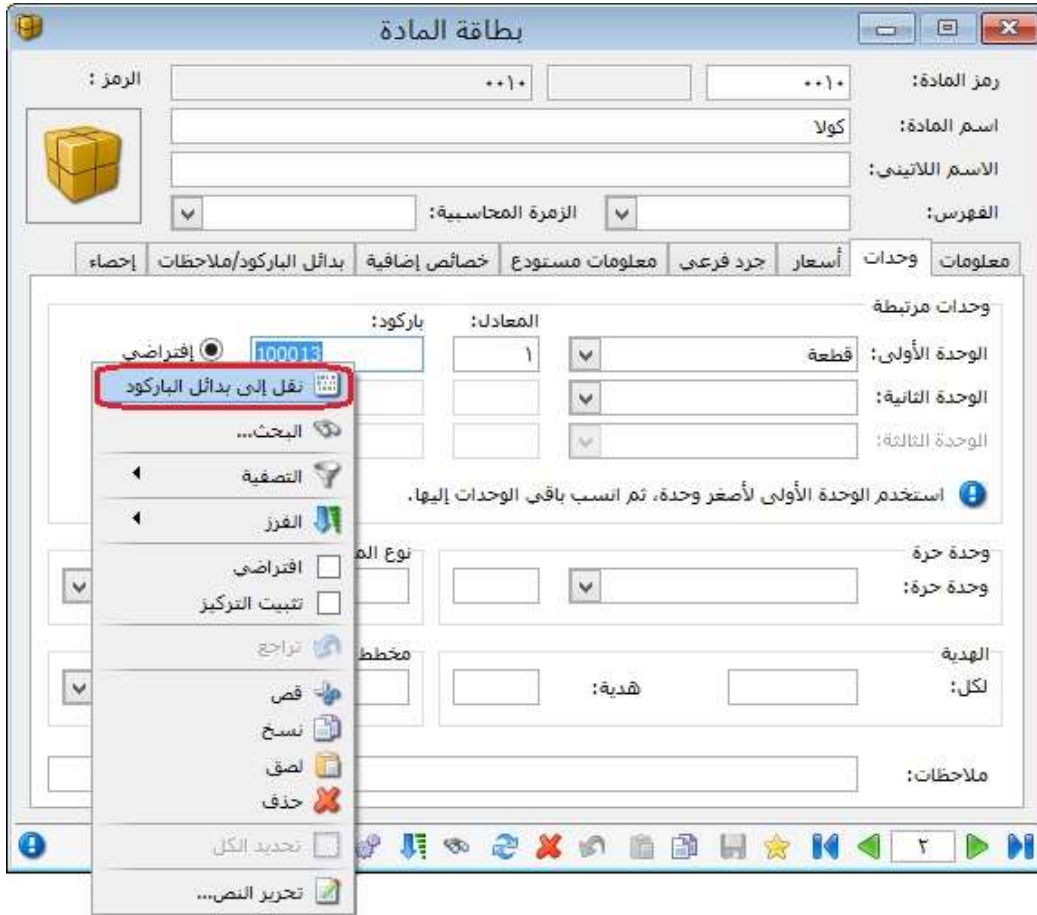 بطاقة المادة
رمز المادة: ٠٠١٠ ٠٠١٠ الرمز :
اسم المادة: كولا
الاسم اللاتيني:
الفهرس: الزمرة المحاسبية:
معلومات وحدات أسعار جرد فرعي معلومات مستودع خصائص إضافية بدائل الباركود/ملاحظات إحصاء
وحدات مرتبطة
المعادل: باركود:
الوحدة الأولى: قطعة ١ 100013 إفتراضي
الوحدة الثانية:
الوحدة الثالثة:
استخدم الوحدة الأولى لأصغر وحدة، ثم انسب باقي الوحدات إليها.
وحدة حرة
وحدة حرة:
نوع
الهدية
لكل: هدية:
مخطط
ملاحظات:
٢
نقل إلى بدائل الباركود
البحث...
التصفية
الفرز
افتراضي
تثبيت التركيز
تراجع
قص
نسخ
لصق
حذف
تحديد الكل
تحرير النص...